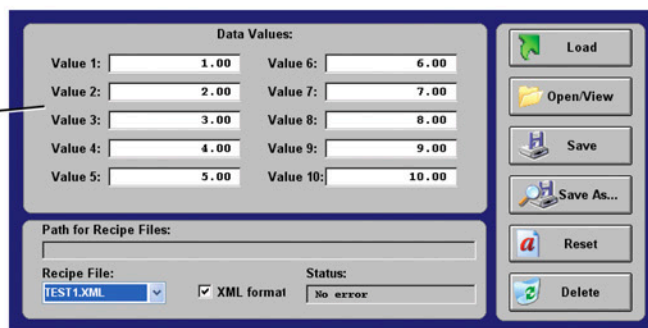 Data Values:
Value 1: 1.00 Value 6: 6.00
Value 2: 2.00 Value 7: 7.00
Value 3: 3.00 Value 8: 8.00
Value 4: 4.00 Value 9: 9.00
Value 5: 5.00 Value 10: 10.00
Path for Recipe Files:
Recipe File: Status:
TEST1.XML XML format No error
Load
Open/View
Save
Save As...
a Reset
Delete